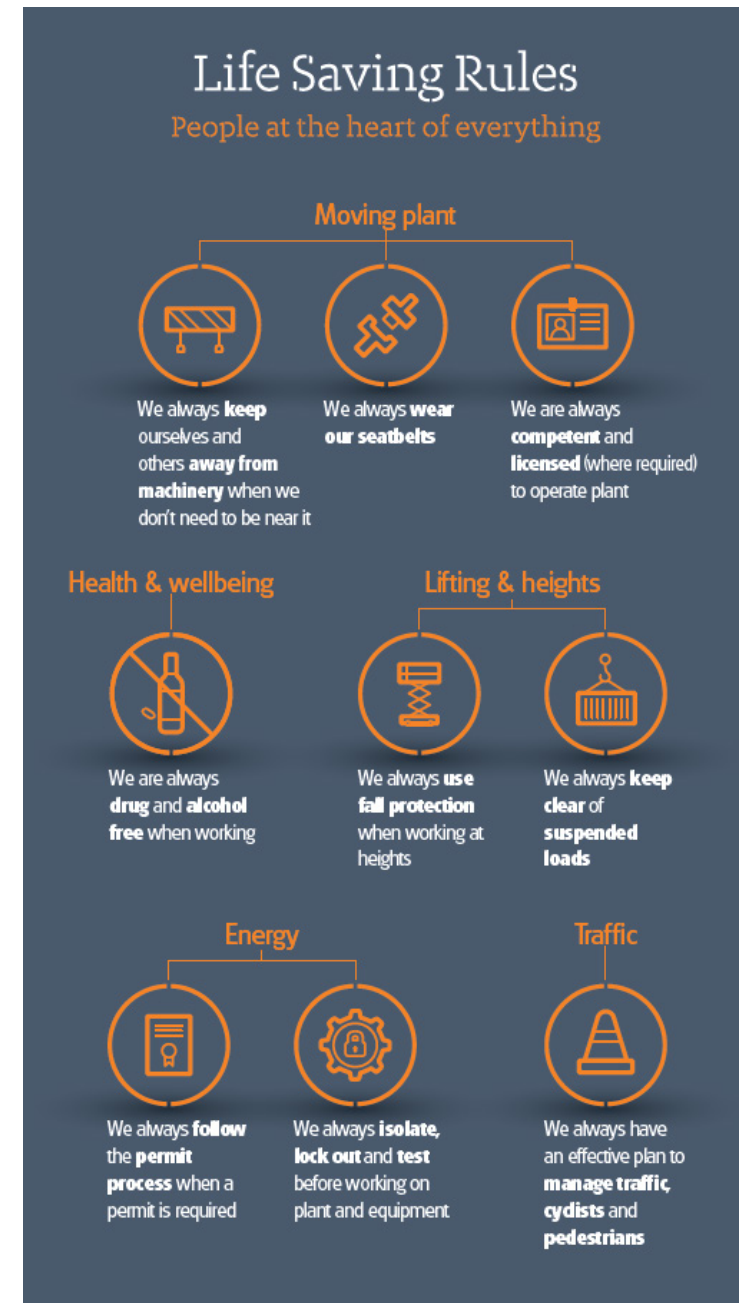 Life Saving Rules
People at the heart of everything
Moving plant
We always keep
ourselves and
others away from
machinery when we
don't need to be near it
We always wear
our seatbelts
We are always
competent and
licensed (where required)
to operate plant
Health & wellbeing
We are always
drug and alcohol
free when working
Lifting & heights
We always use
fall protection
when working at
heights
We always keep
clear of
suspended
loads
Energy
We always follow
the permit
process when a
permit is required
We always isolate,
lock out and test
before working on
plant and equipment
Traffic
We always have
an effective plan to
manage traffic,
cyclists and
pedestrians